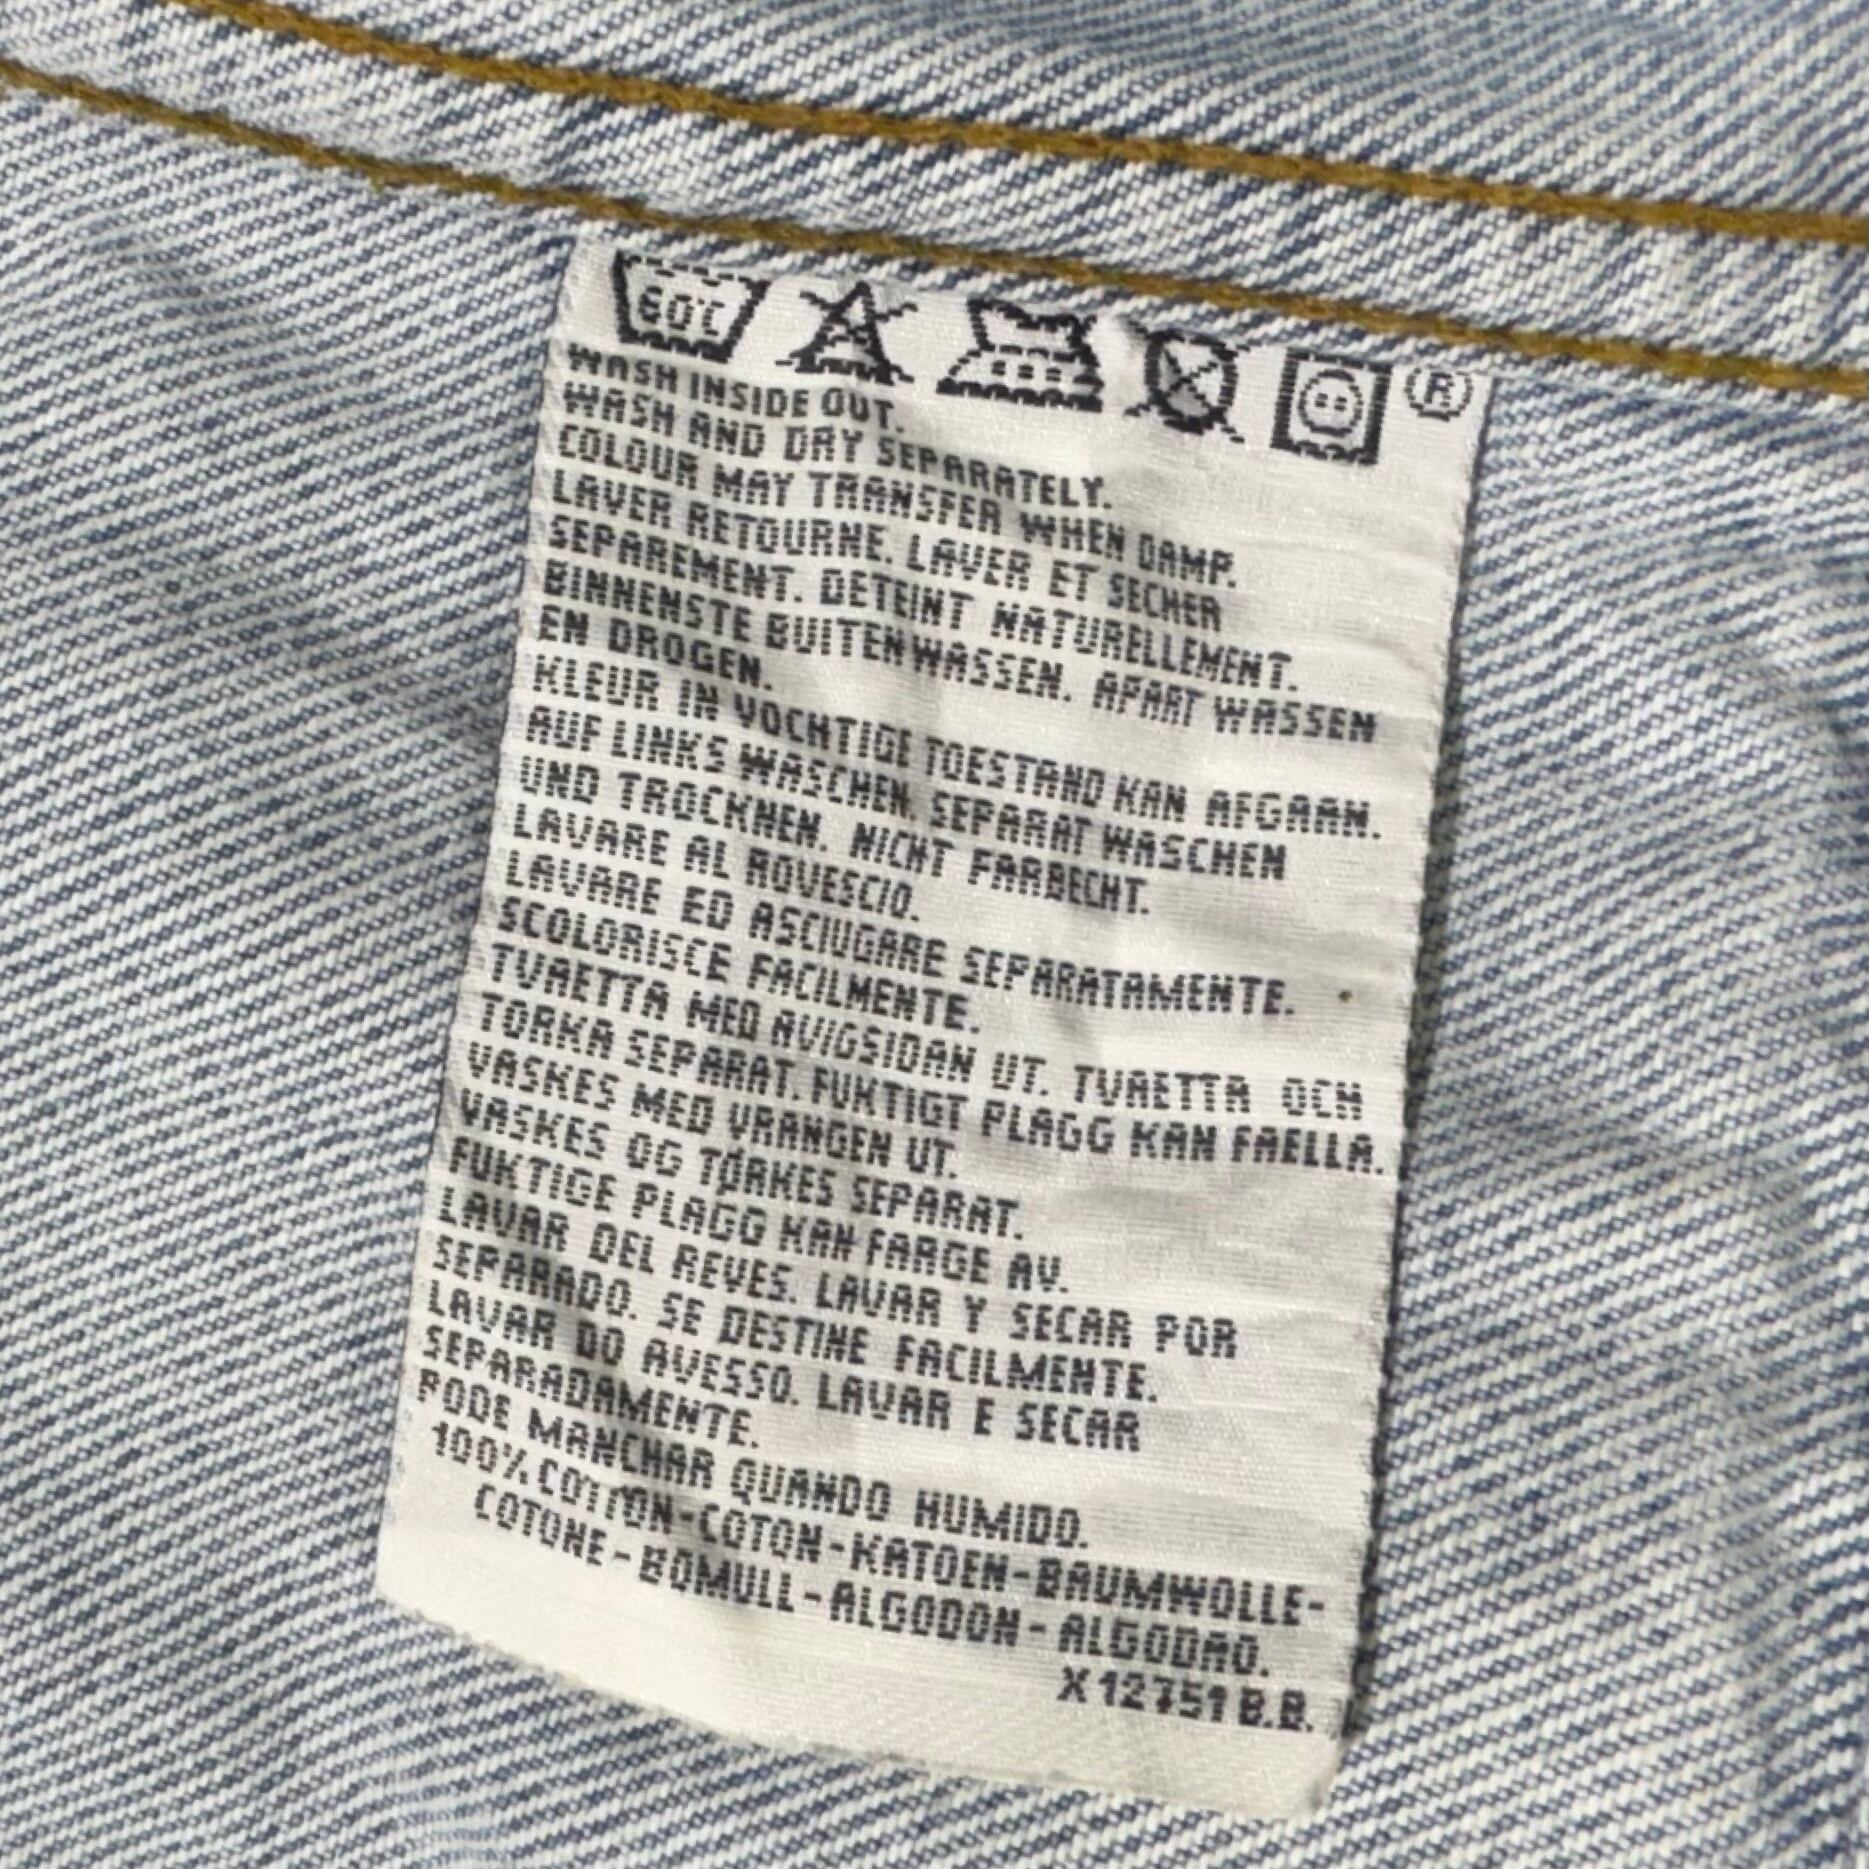 60°C ®
WASH INSIDE OUT.
WASH AND DRY SEPARATELY.
COLOUR MAY TRANSFER WHEN DAMP.
LAVER RETOURNE. LAVER ET SECHER
SEPAREMENT. DETEINT NATURELLEMENT.
BINNENSTE BUITEN WASSEN. APART WASSEN
EN DROGEN.
KLEUR IN VOCHTIGE TOESTAND KAN AFGAAN.
AUF LINKS WASCHEN. SEPARAT WASCHEN
UND TROCKNEN. NICHT FARBECHT.
LAVARE AL ROVESCIO.
LAVARE ED ASCIUGARE SEPARATAMENTE.
SCOLORISCE FACILMENTE.
TVAETTA MED AVIGSIDAN UT. TVAETTA OCH
TORKA SEPARAT. FUKTIGT PLAGG KAN FAELLA.
VASKES MED VRANGEN UT.
VASKES OG TØRKES SEPARAT.
FUKTIGE PLAGG KAN FARGE AV.
LAVAR DEL REVES. LAVAR Y SECAR POR
SEPARADO. SE DESTINE FACILMENTE.
LAVAR DO AVESSO. LAVAR E SECAR
SEPARADAMENTE.
PODE MANCHAR QUANDO HUMIDO.
100% COTTON-COTON-KATOEN-BAUMWOLLE-
COTONE-BOMULL-ALGODON-ALGODAO.
X12751 B.B.